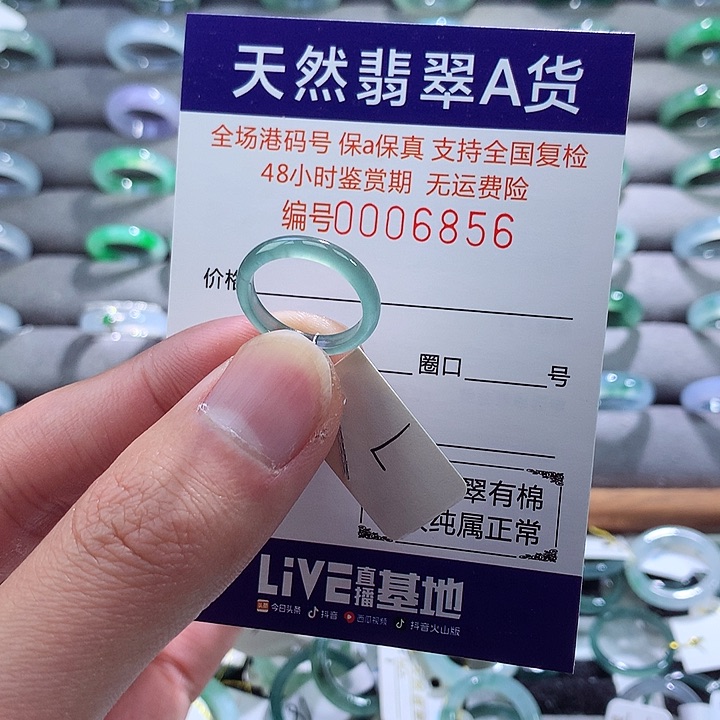 天然翡翠A货
全场港码号 保a保真 支持全国复检
48小时鉴赏期 无运费险
编号0006856
价格
圈口 号
翠有棉
纯属正常
LiVE直播基地
今日头条 抖音 西瓜视频 抖音火山版